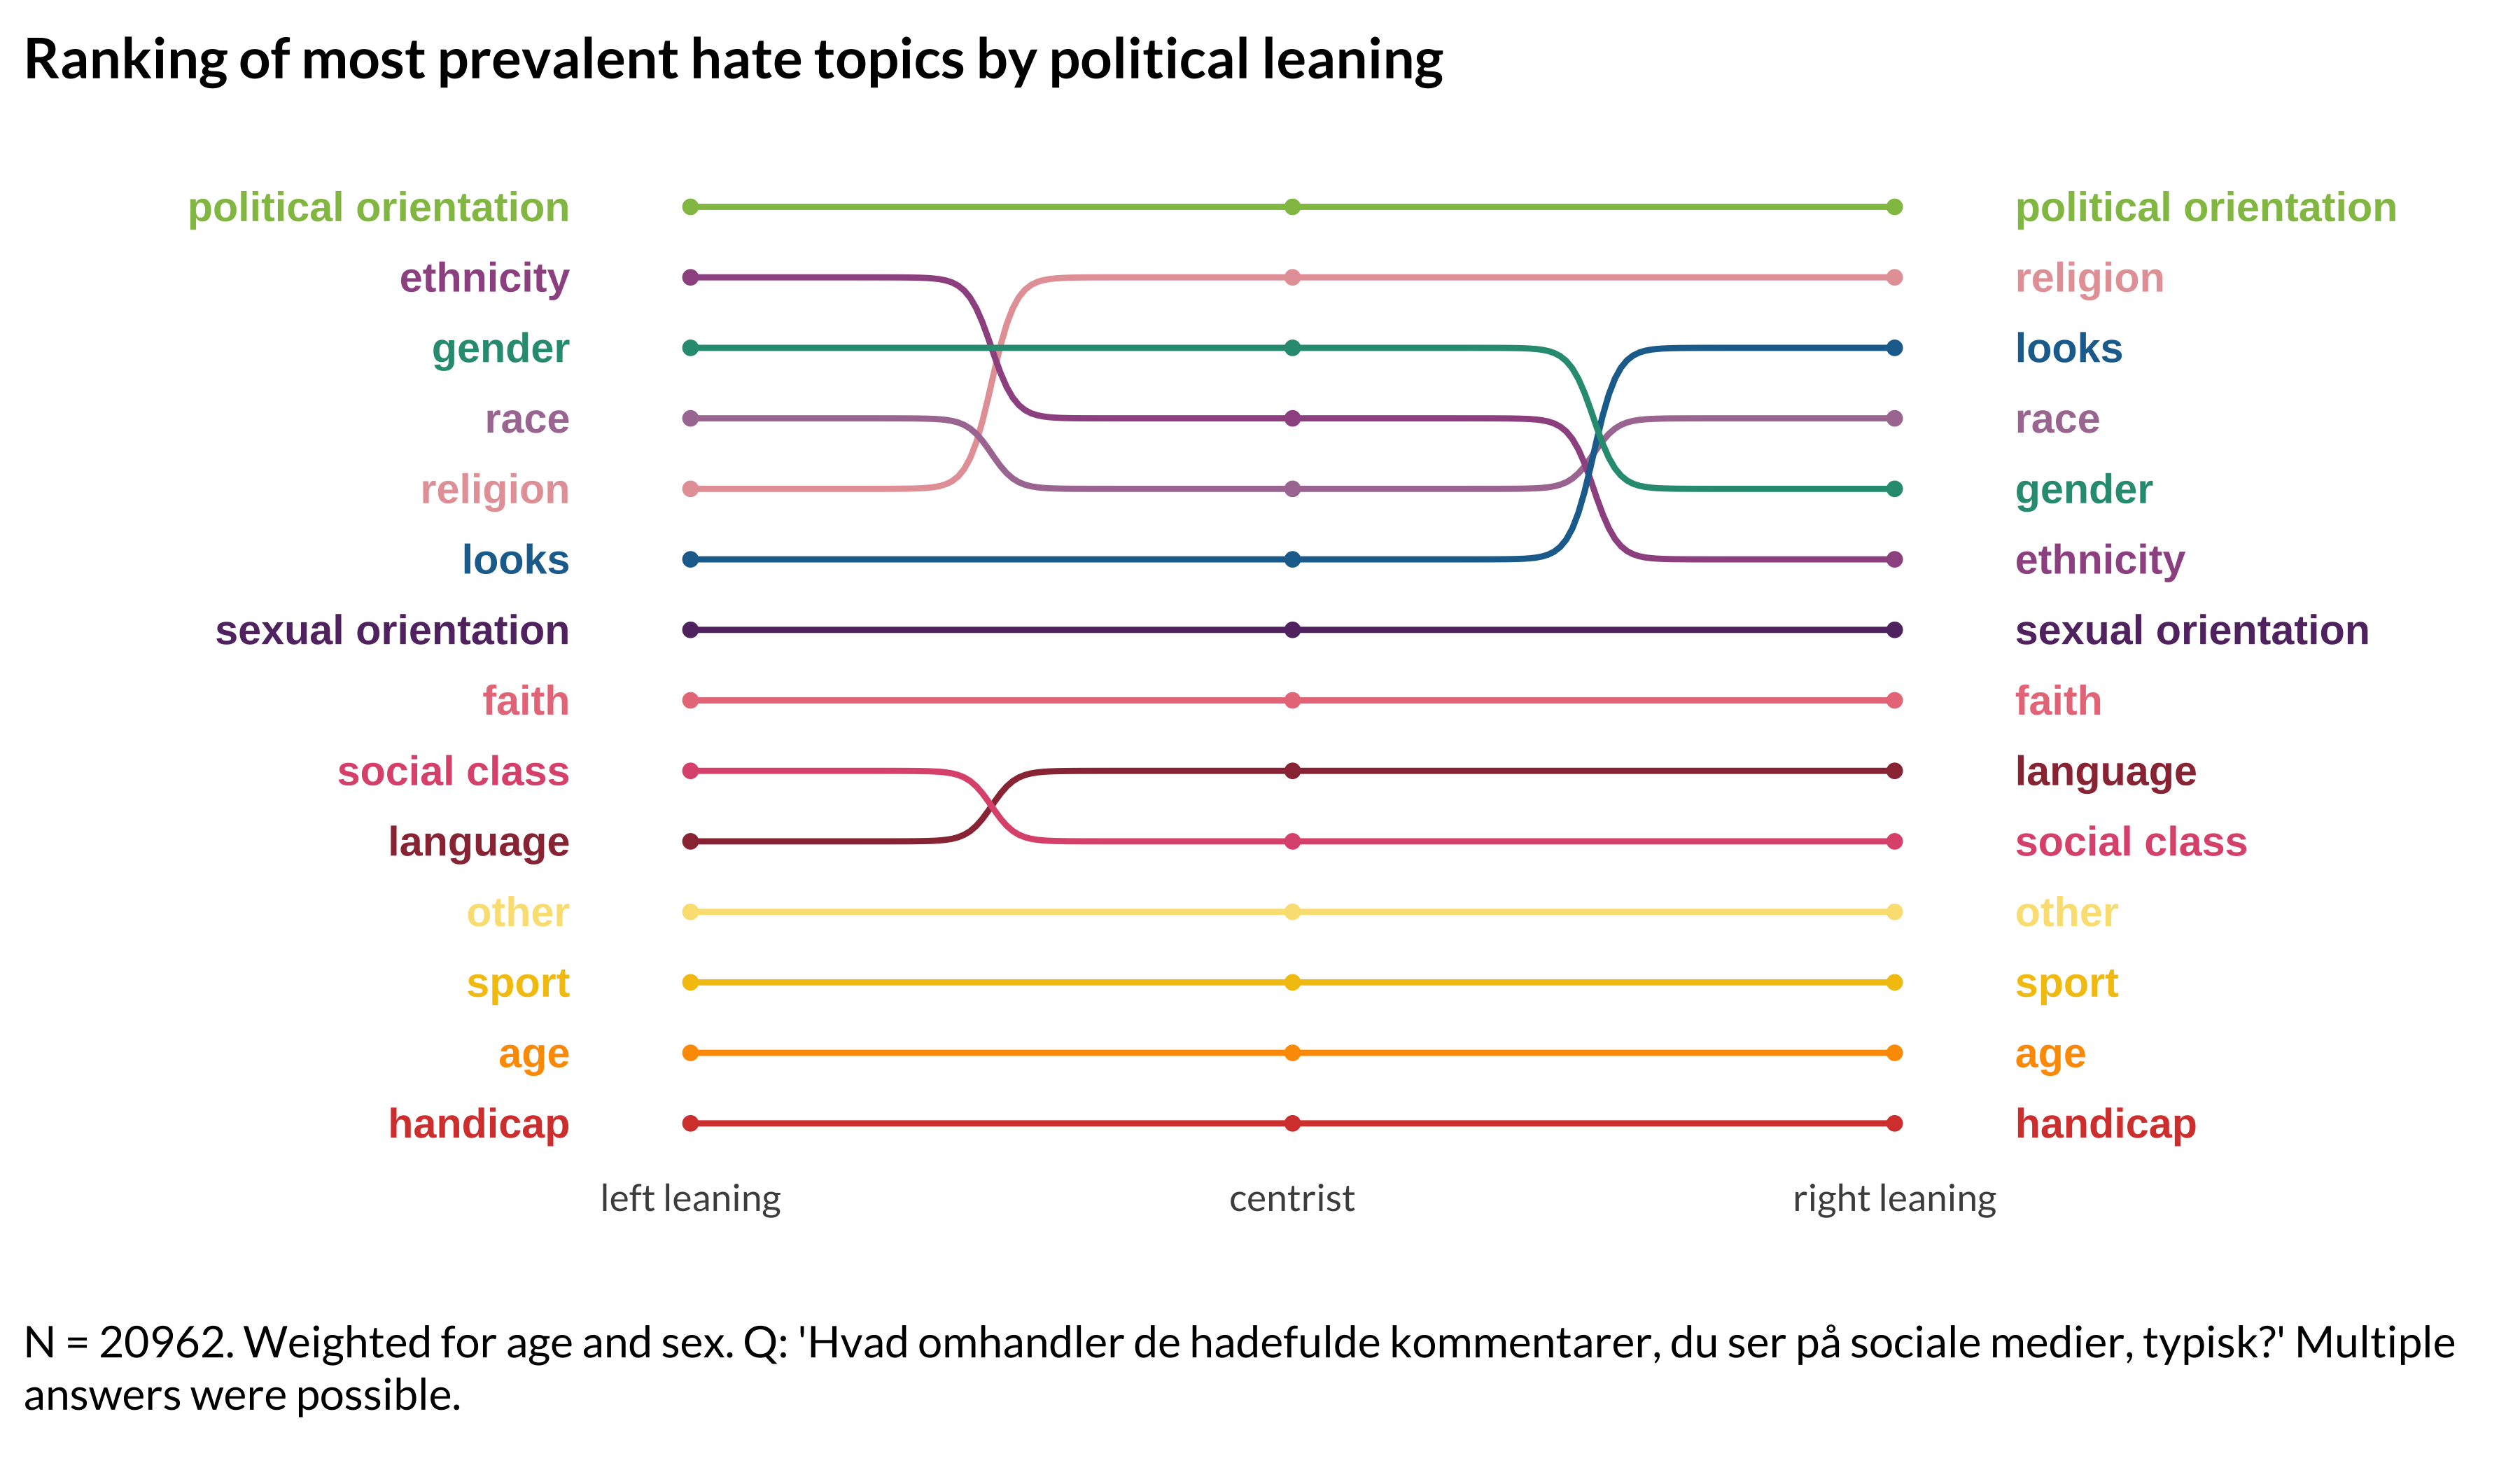 Ranking of most prevalent hate topics by political leaning
political orientation political orientation
ethnicity religion
gender looks
race race
religion gender
looks ethnicity
sexual orientation sexual orientation
faith faith
social class language
language social class
other other
sport sport
age age
handicap handicap
left leaning centrist right leaning
N = 20962. Weighted for age and sex. Q: 'Hvad omhandler de hadefulde kommentarer, du ser på sociale medier, typisk?' Multiple
answers were possible.